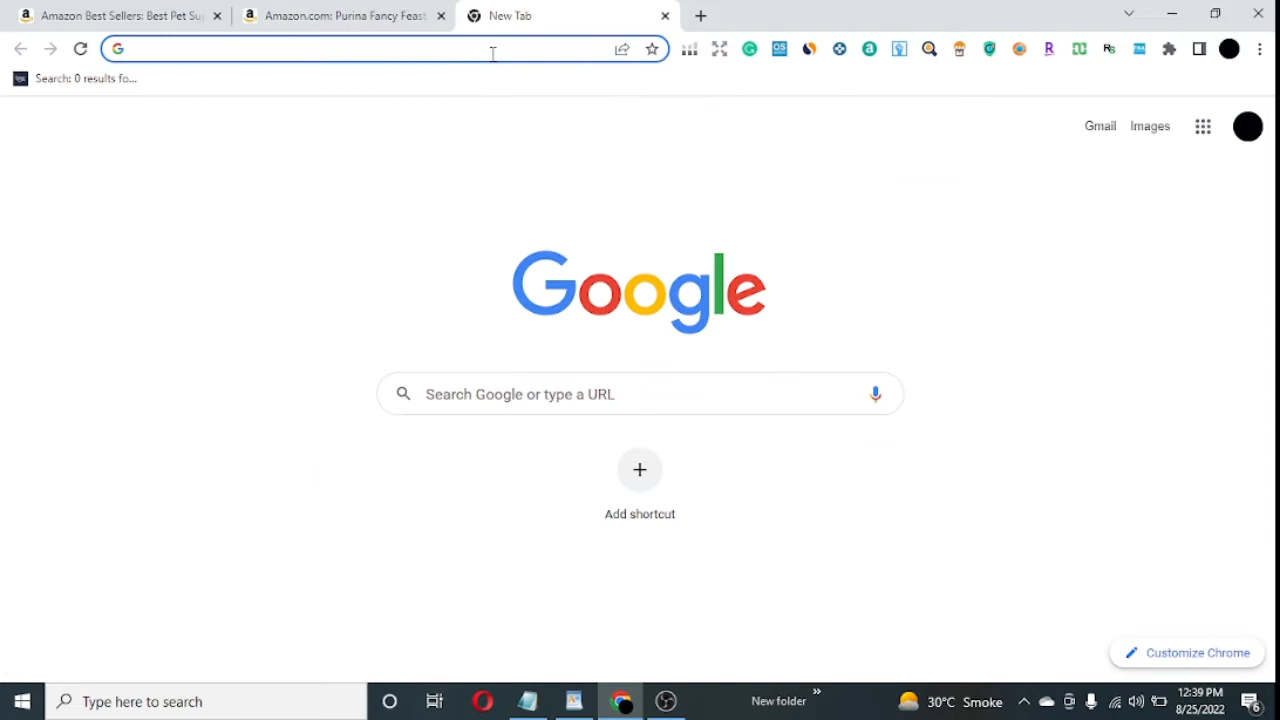 Amazon Best Sellers: Best Pet Sup
Amazon.com: Purina Fancy Feast
New Tab
Search: 0 results fo...
Gmail
Images
Google
Search Google or type a URL
Add shortcut
Customize Chrome
Type here to search
New folder
30°C Smoke
12:39 PM
8/25/2022
6